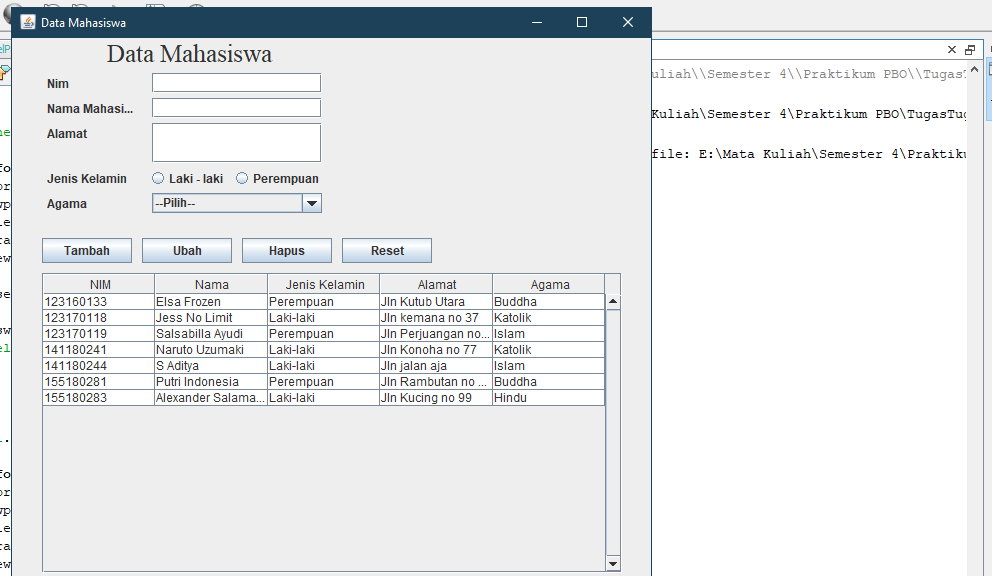 Data Mahasiswa
Data Mahasiswa
Nim
Nama Mahasi...
Alamat
Jenis Kelamin Laki - laki Perempuan
Agama --Pilih--
Tambah Ubah Hapus Reset
NIM Nama Jenis Kelamin Alamat Agama
123160133 Elsa Frozen Perempuan Jln Kutub Utara Buddha
123170118 Jess No Limit Laki-laki Jln kemana no 37 Katolik
123170119 Salsabilla Ayudi Perempuan Jln Perjuangan no... Islam
141180241 Naruto Uzumaki Laki-laki Jln Konoha no 77 Katolik
141180244 S Aditya Laki-laki Jln jalan aja Islam
155180281 Putri Indonesia Perempuan Jln Rambutan no ... Buddha
155180283 Alexander Salama... Laki-laki Jln Kucing no 99 Hindu
uliah\\Semester 4\\Praktikum PBO\\Tugas
Kuliah\Semester 4\Praktikum PBO\TugasTug
file: E:\Mata Kuliah\Semester 4\Praktiku